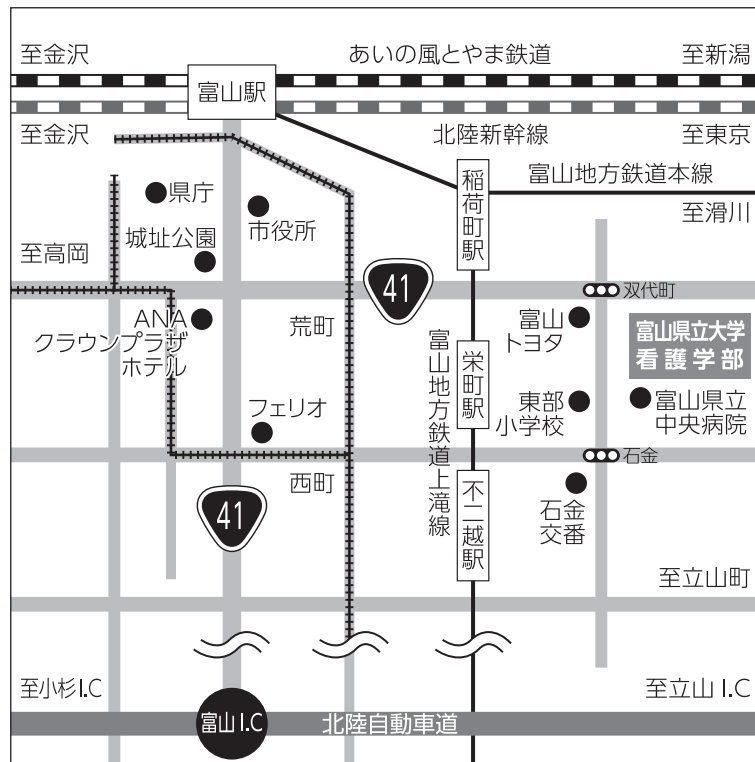 至金沢
あいの風とやま鉄道
至新潟
富山駅
至金沢
北陸新幹線
至東京
稲荷町駅
富山地方鉄道本線
県庁
市役所
至滑川
城址公園
至高岡
41
双代町
ANA
クラウンプラザ
ホテル
荒町
富山地方鉄道上滝線
栄町駅
富山
トヨタ
富山県立大学
看護学部
フェリオ
東部
小学校
富山県立
中央病院
石金
西町
41
不二越駅
石金
交番
至立山町
至小杉I.C
至立山I.C
富山I.C
北陸自動車道